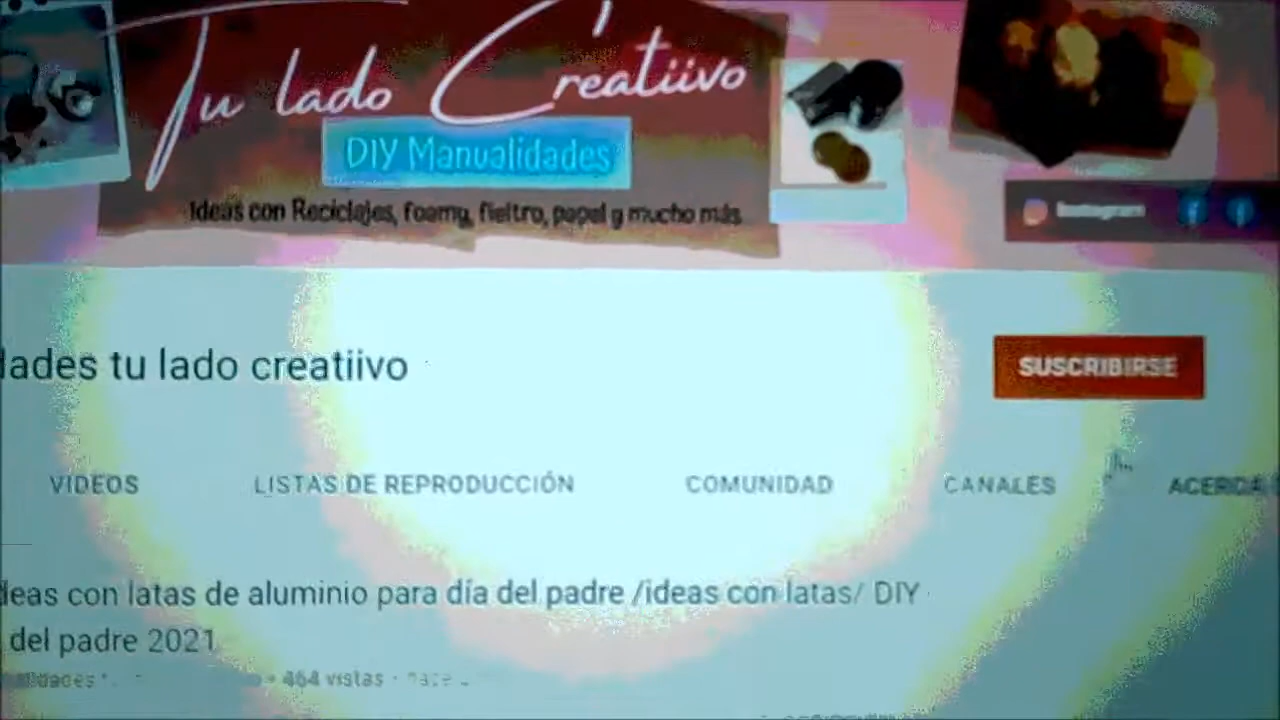 Tu lado Creatiivo
DIY Manualidades
Ideas con Reciclajes, foamy, fieltro, papel y mucho más
Instagram
dades tu lado creatiivo
SUSCRIBIRSE
VIDEOS
LISTAS DE REPRODUCCIÓN
COMUNIDAD
CANALES
ACERCA
deas con latas de aluminio para día del padre /ideas con latas/ DIY
del padre 2021
464 vistas